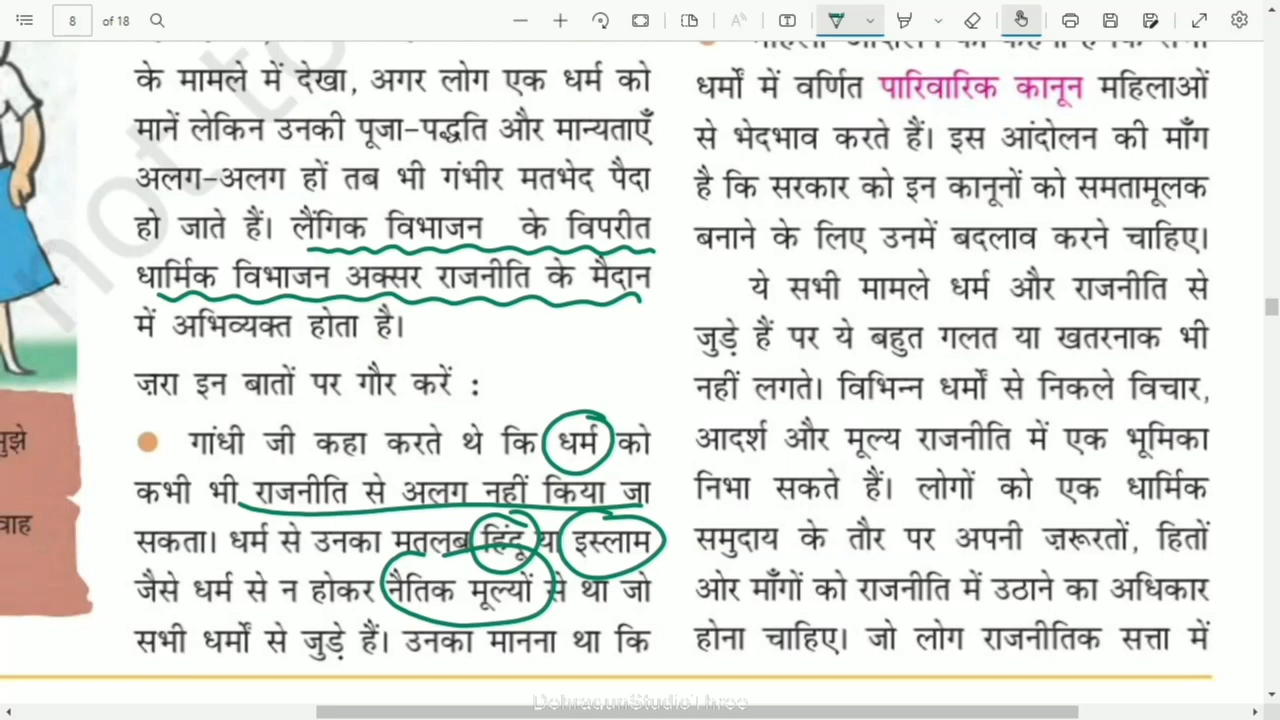 8 of 18
के मामले में देखा, अगर लोग एक धर्म को
मानें लेकिन उनकी पूजा-पद्धति और मान्यताएँ
अलग-अलग हों तब भी गंभीर मतभेद पैदा
हो जाते हैं। लैंगिक विभाजन के विपरीत
धार्मिक विभाजन अक्सर राजनीति के मैदान
में अभिव्यक्त होता है।
ज़रा इन बातों पर गौर करें :
गांधी जी कहा करते थे कि धर्म को
कभी भी राजनीति से अलग नहीं किया जा
सकता। धर्म से उनका मतलब हिंदू या इस्लाम
जैसे धर्म से न होकर नैतिक मूल्यों से था जो
सभी धर्मों से जुड़े हैं। उनका मानना था कि
धर्मों में वर्णित पारिवारिक कानून महिलाओं
से भेदभाव करते हैं। इस आंदोलन की माँग
है कि सरकार को इन कानूनों को समतामूलक
बनाने के लिए उनमें बदलाव करने चाहिए।
ये सभी मामले धर्म और राजनीति से
जुड़े हैं पर ये बहुत गलत या खतरनाक भी
नहीं लगते। विभिन्न धर्मों से निकले विचार,
आदर्श और मूल्य राजनीति में एक भूमिका
निभा सकते हैं। लोगों को एक धार्मिक
समुदाय के तौर पर अपनी ज़रूरतों, हितों
ओर माँगों को राजनीति में उठाने का अधिकार
होना चाहिए। जो लोग राजनीतिक सत्ता में
not to
DehradunStudioThree